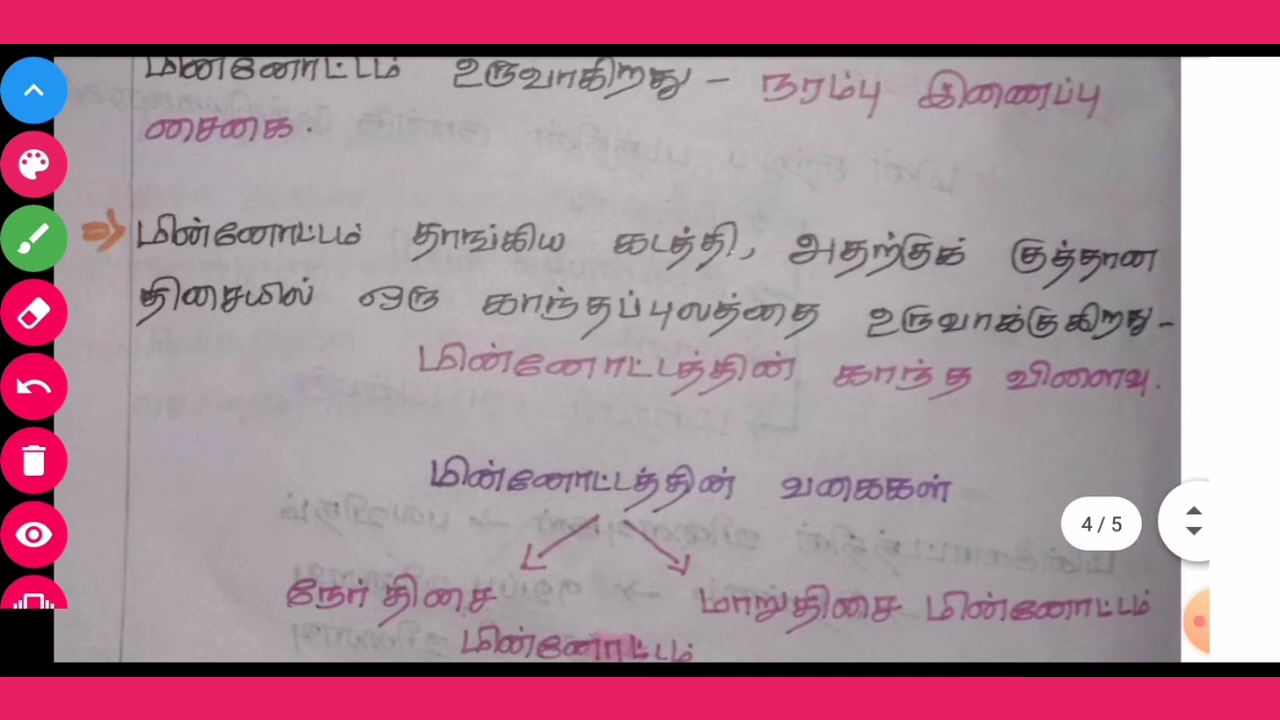 மின்னோட்டம் உருவாகிறது - நரம்பு இணைப்பு
சைகை.
⇒ மின்னோட்டம் தாங்கிய கடத்தி, அதற்குக் குத்தான
திசையில் ஒரு காந்தப்புலத்தை உருவாக்குகிறது -
மின்னோட்டத்தின் காந்த விளைவு.
மின்னோட்டத்தின் வகைகள்
நேர் திசை மாறுதிசை மின்னோட்டம்
மின்னோட்டம்
4 / 5